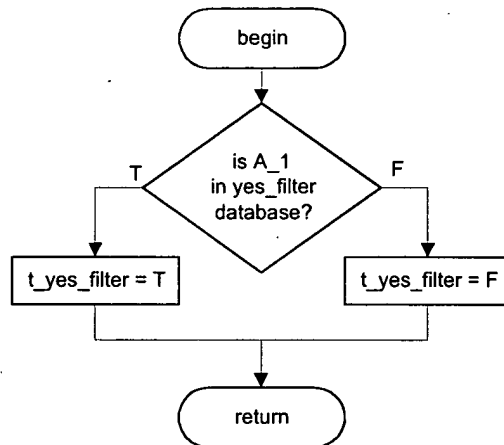 begin
is A_1
in yes_filter
database?
T
F
t_yes_filter = T
t_yes_filter = F
return